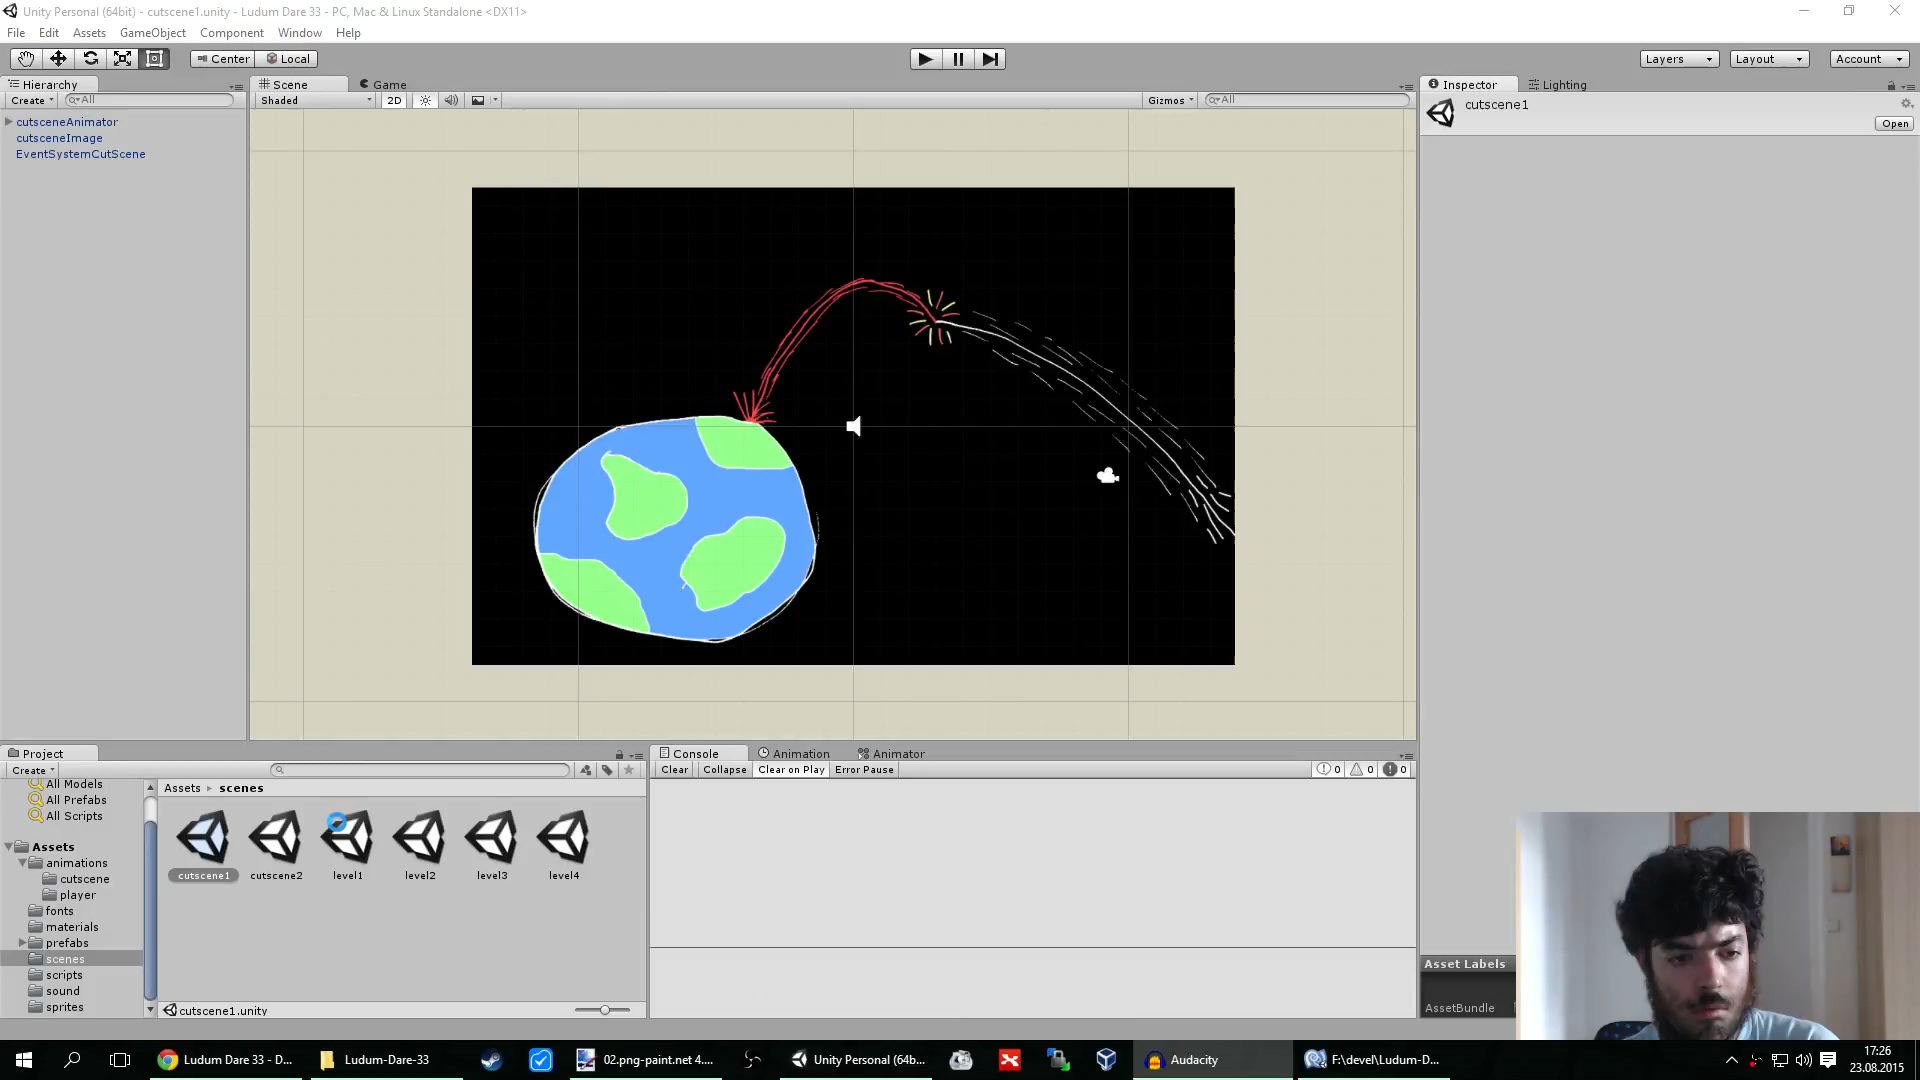 Unity Personal (64bit) - cutscene1.unity - Ludum Dare 33 - PC, Mac & Linux Standalone <DX11>
File Edit Assets GameObject Component Window Help
Center Local Layers Layout Account
Hierarchy Scene Game Inspector Lighting
Create All Shaded 2D Gizmos All cutscene1
Open
cutsceneAnimator
cutsceneImage
EventSystemCutScene
Project Console Animation Animator
Create Clear Collapse Clear on Play Error Pause 0 0 0
All Models
All Prefabs
All Scripts
Assets scenes
Assets
animations
cutscene
player
fonts
materials
prefabs
scenes
scripts
sound
sprites
cutscene1 cutscene2 level1 level2 level3 level4
cutscene1.unity
Asset Labels
AssetBundle
Ludum Dare 33 - D... Ludum-Dare-33 02.png-paint.net 4.... Unity Personal (64b... Audacity F:\devel\Ludum-D...
17:26
23.08.2015